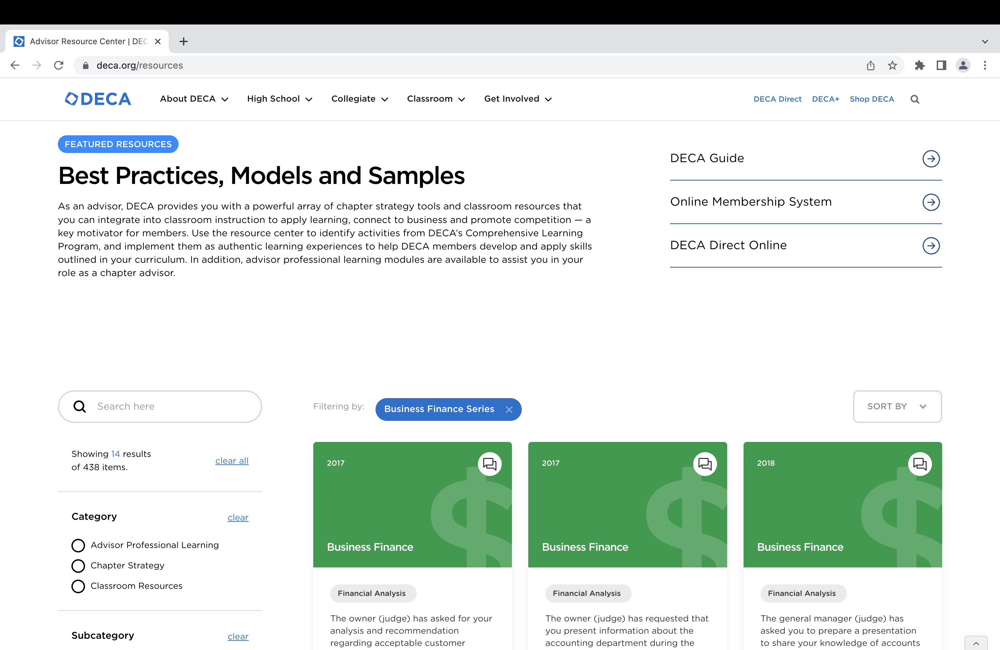 Advisor Resource Center | DEC
deca.org/resources
DECA
About DECA
High School
Collegiate
Classroom
Get Involved
DECA Direct
DECA+
Shop DECA
FEATURED RESOURCES
Best Practices, Models and Samples
As an advisor, DECA provides you with a powerful array of chapter strategy tools and classroom resources that
you can integrate into classroom instruction to apply learning, connect to business and promote competition — a
key motivator for members. Use the resource center to identify activities from DECA’s Comprehensive Learning
Program, and implement them as authentic learning experiences to help DECA members develop and apply skills
outlined in your curriculum. In addition, advisor professional learning modules are available to assist you in your
role as a chapter advisor.
DECA Guide
Online Membership System
DECA Direct Online
Search here
Filtering by:
Business Finance Series
SORT BY
Showing 14 results
of 438 items.
clear all
Category
clear
Advisor Professional Learning
Chapter Strategy
Classroom Resources
Subcategory
clear
2017
Business Finance
Financial Analysis
The owner (judge) has asked for your
analysis and recommendation
regarding acceptable customer
2017
Business Finance
Financial Analysis
The owner (judge) has requested that
you present information about the
accounting department during the
2018
Business Finance
Financial Analysis
The general manager (judge) has
asked you to prepare a presentation
to share your knowledge of accounts